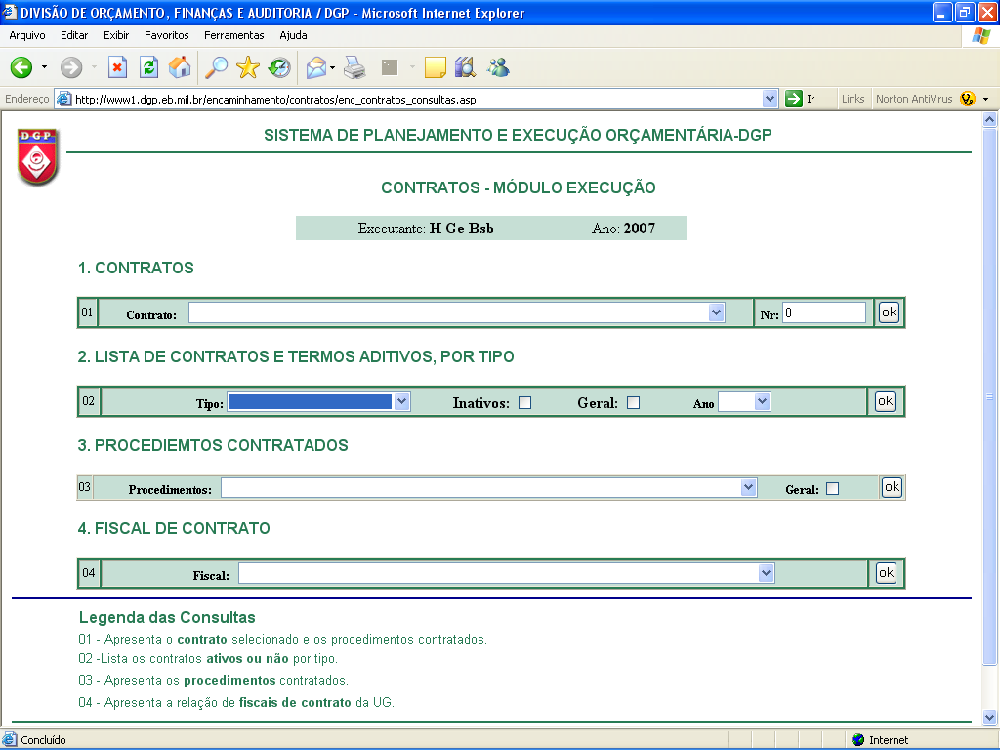 DIVISÃO DE ORÇAMENTO, FINANÇAS E AUDITORIA / DGP - Microsoft Internet Explorer
Arquivo Editar Exibir Favoritos Ferramentas Ajuda
Endereço http://www1.dgp.eb.mil.br/encaminhamento/contratos/enc_contratos_consultas.asp Ir Links Norton AntiVirus
DGP
SISTEMA DE PLANEJAMENTO E EXECUÇÃO ORÇAMENTÁRIA-DGP
CONTRATOS - MÓDULO EXECUÇÃO
Executante: H Ge Bsb Ano: 2007
1. CONTRATOS
01 Contrato: Nr: 0 ok
2. LISTA DE CONTRATOS E TERMOS ADITIVOS, POR TIPO
02 Tipo: Inativos: Geral: Ano ok
3. PROCEDIEMTOS CONTRATADOS
03 Procedimentos: Geral: ok
4. FISCAL DE CONTRATO
04 Fiscal: ok
Legenda das Consultas
01 - Apresenta o contrato selecionado e os procedimentos contratados.
02 -Lista os contratos ativos ou não por tipo.
03 - Apresenta os procedimentos contratados.
04 - Apresenta a relação de fiscais de contrato da UG.
Concluído Internet